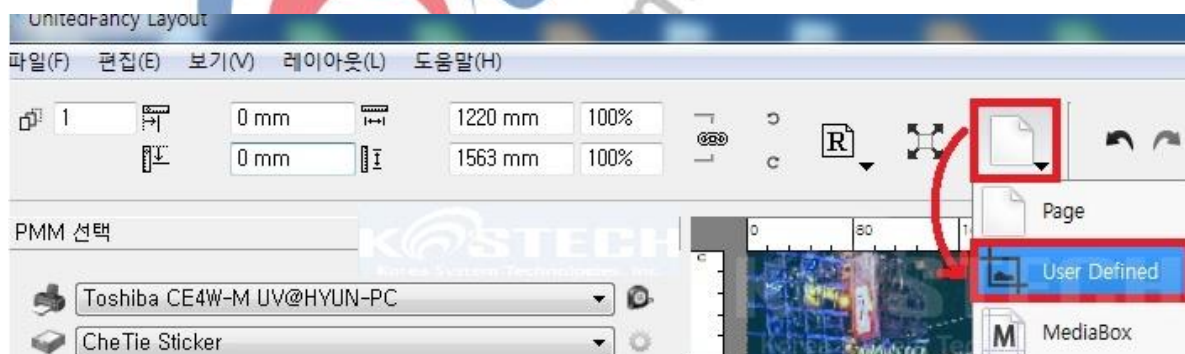 UnitedFancy Layout
파일(F) 편집(E) 보기(V) 레이아웃(L) 도움말(H)
1 0 mm 1220 mm 100%
0 mm 1563 mm 100%
R
Page
PMM 선택
KOSTECH
Korea System Technologies, Inc.
0 80
User Defined
Toshiba CE4W-M UV@HYUN-PC
M MediaBox
CheTie Sticker